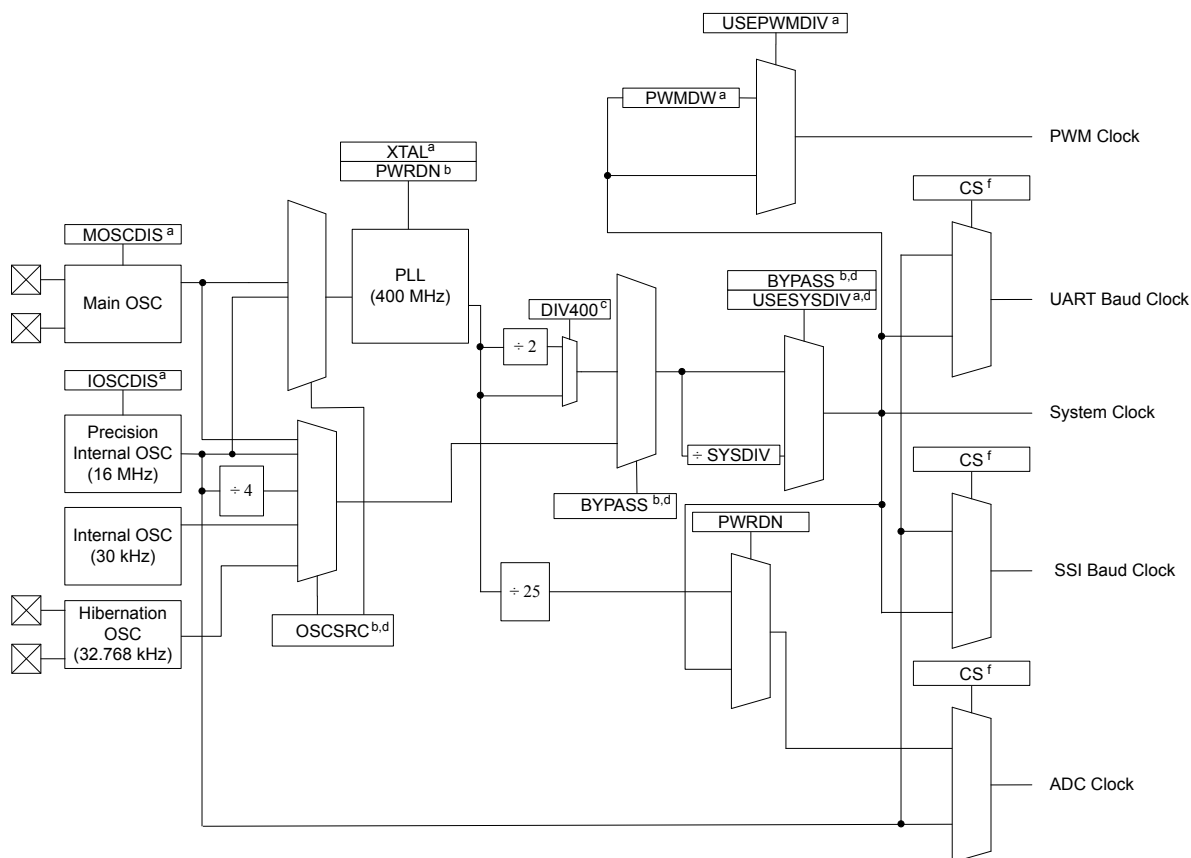 USEPWMDIV a
PWMDW a
PWM Clock
XTAL a
PWRDN b
CS f
MOSCDIS a
Main OSC
PLL
(400 MHz)
BYPASS b,d
USESYSDIV a,d
UART Baud Clock
DIV400 c
÷ 2
IOSCDIS a
Precision
Internal OSC
(16 MHz)
System Clock
÷ SYSDIV
CS f
÷ 4
BYPASS b,d
Internal OSC
(30 kHz)
PWRDN
÷ 25
SSI Baud Clock
Hibernation
OSC
(32.768 kHz)
OSCSRC b,d
CS f
ADC Clock